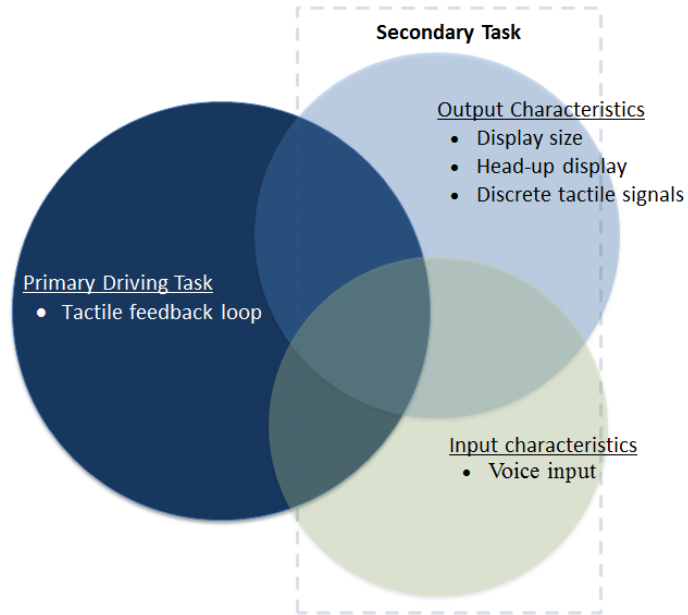 Secondary Task
Output Characteristics
• Display size
• Head-up display
• Discrete tactile signals
Primary Driving Task
• Tactile feedback loop
Input characteristics
• Voice input